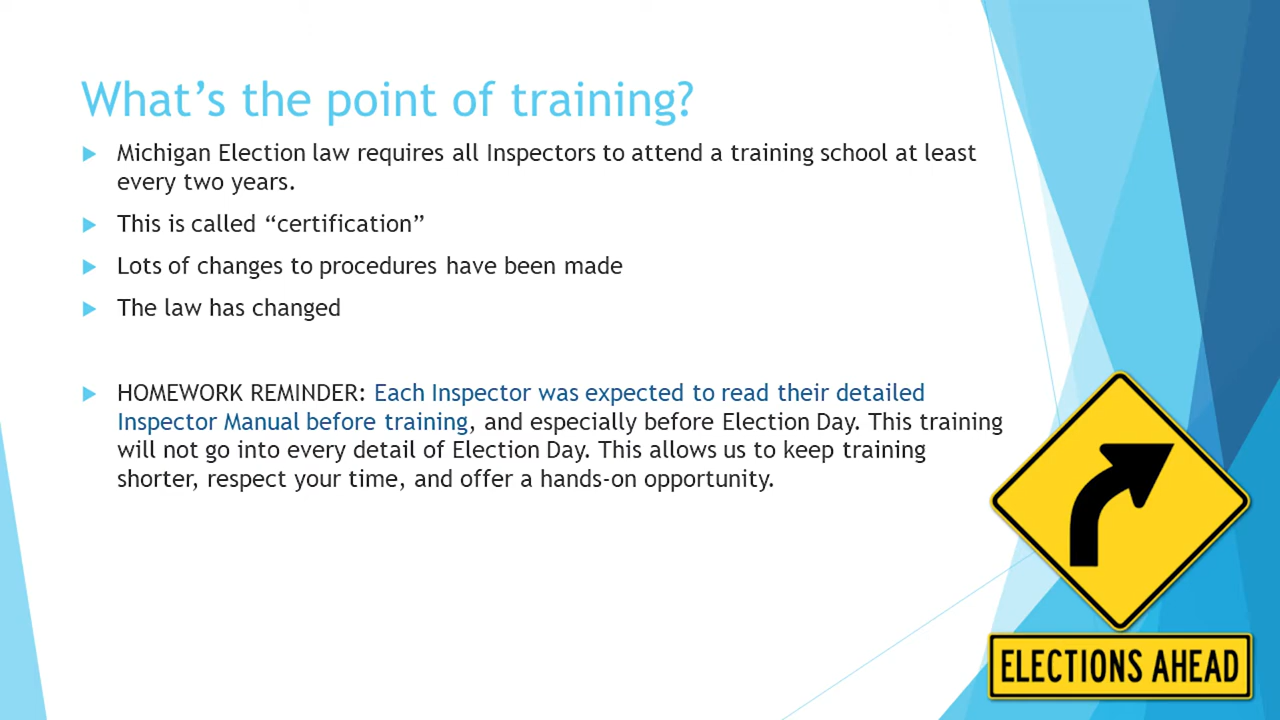 What’s the point of training?
Michigan Election law requires all Inspectors to attend a training school at least
every two years.
This is called “certification”
Lots of changes to procedures have been made
The law has changed
HOMEWORK REMINDER: Each Inspector was expected to read their detailed
Inspector Manual before training, and especially before Election Day. This training
will not go into every detail of Election Day. This allows us to keep training
shorter, respect your time, and offer a hands-on opportunity.
ELECTIONS AHEAD